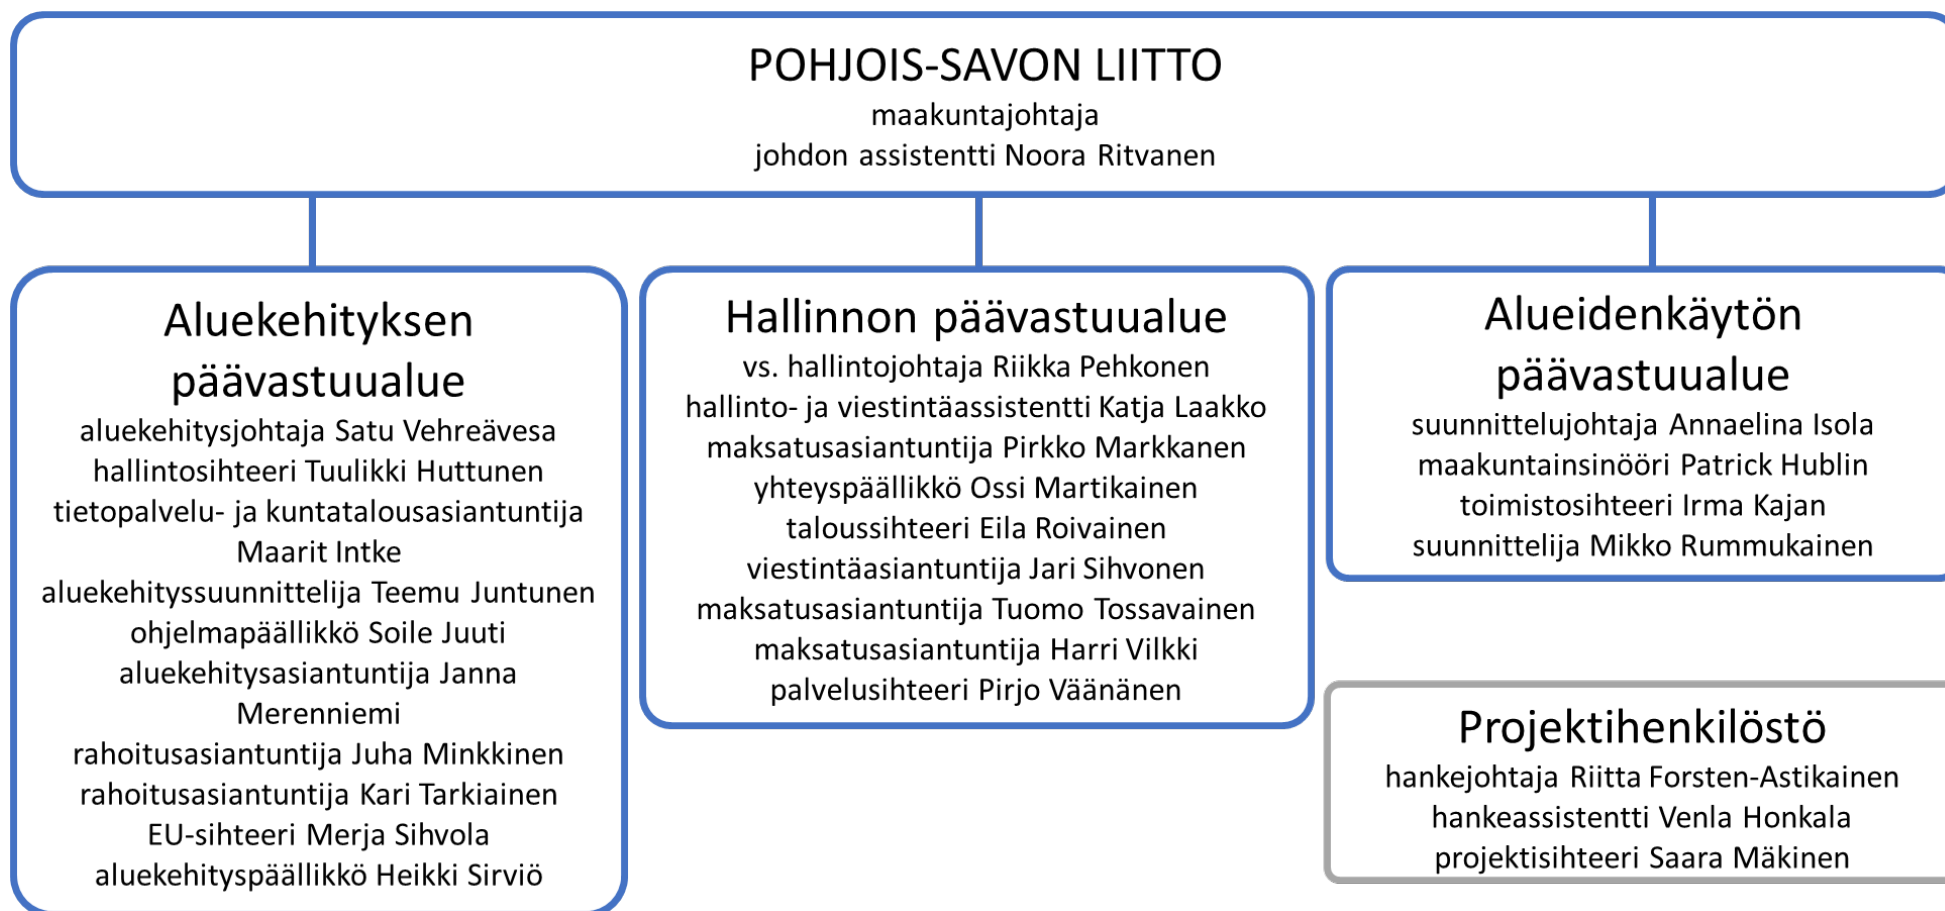 POHJOIS-SAVON LIITTO
maakuntajohtaja
johdon assistentti Noora Ritvanen
Aluekehityksen
päävastuualue
aluekehitysjohtaja Satu Vehreävesa
hallintosihteeri Tuulikki Huttunen
tietopalvelu- ja kuntatalousasiantuntija
Maarit Intke
aluekehityssuunnittelija Teemu Juntunen
ohjelmapäällikkö Soile Juuti
aluekehitysasiantuntija Janna
Merenniemi
rahoitusasiantuntija Juha Minkkinen
rahoitusasiantuntija Kari Tarkiainen
EU-sihteeri Merja Sihvola
aluekehityspäällikkö Heikki Sirviö
Hallinnon päävastuualue
vs. hallintojohtaja Riikka Pehkonen
hallinto- ja viestintäassistentti Katja Laakko
maksatusasiantuntija Pirkko Markkanen
yhteyspäällikkö Ossi Martikainen
taloussihteeri Eila Roivainen
viestintäasiantuntija Jari Sihvonen
maksatusasiantuntija Tuomo Tossavainen
maksatusasiantuntija Harri Vilkki
palvelusihteeri Pirjo Väänänen
Alueidenkäytön
päävastuualue
suunnittelujohtaja Annaelina Isola
maakuntainsinööri Patrick Hublin
toimistosihteeri Irma Kajan
suunnittelija Mikko Rummukainen
Projektihenkilöstö
hankejohtaja Riitta Forsten-Astikainen
hankeassistentti Venla Honkala
projektisihteeri Saara Mäkinen